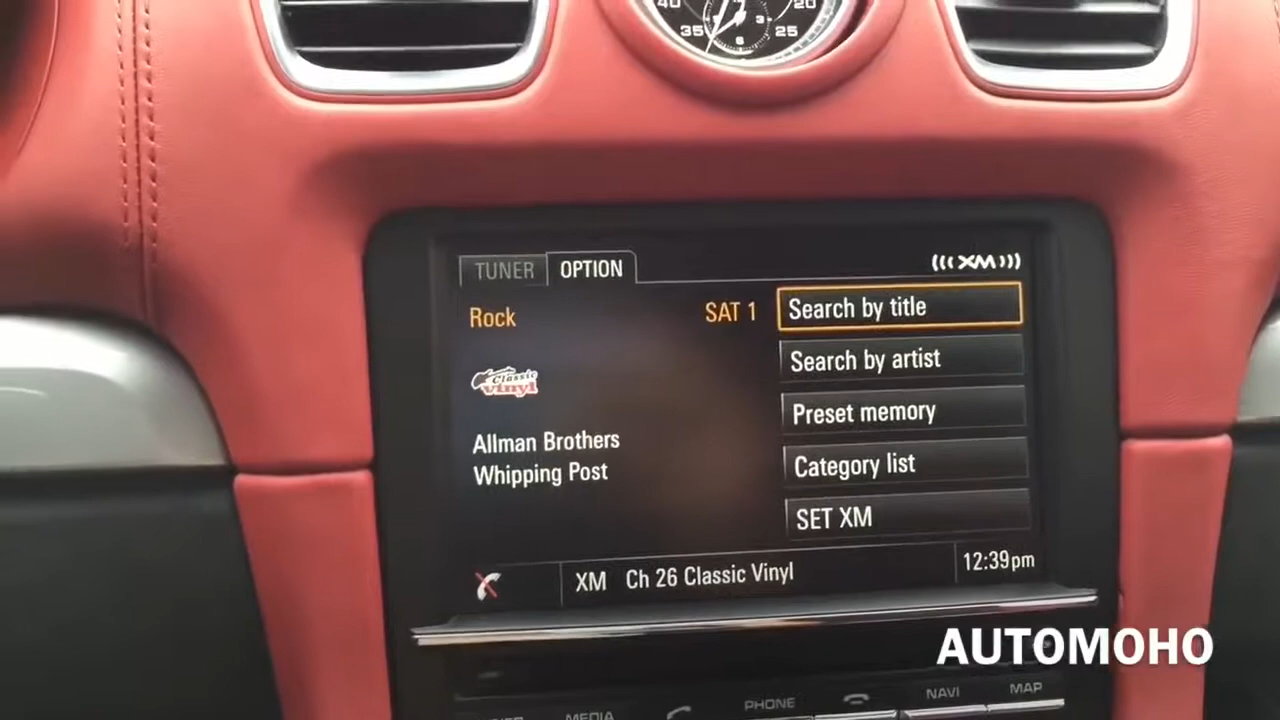 40
20
35
3
25
6
TUNER
OPTION
XM
Rock
SAT 1
Search by title
Classic
vinyl
Search by artist
Allman Brothers
Whipping Post
Preset memory
Category list
SET XM
XM Ch 26 Classic Vinyl
12:39pm
AUTOMOHO
MEDIA
PHONE
NAVI
MAP